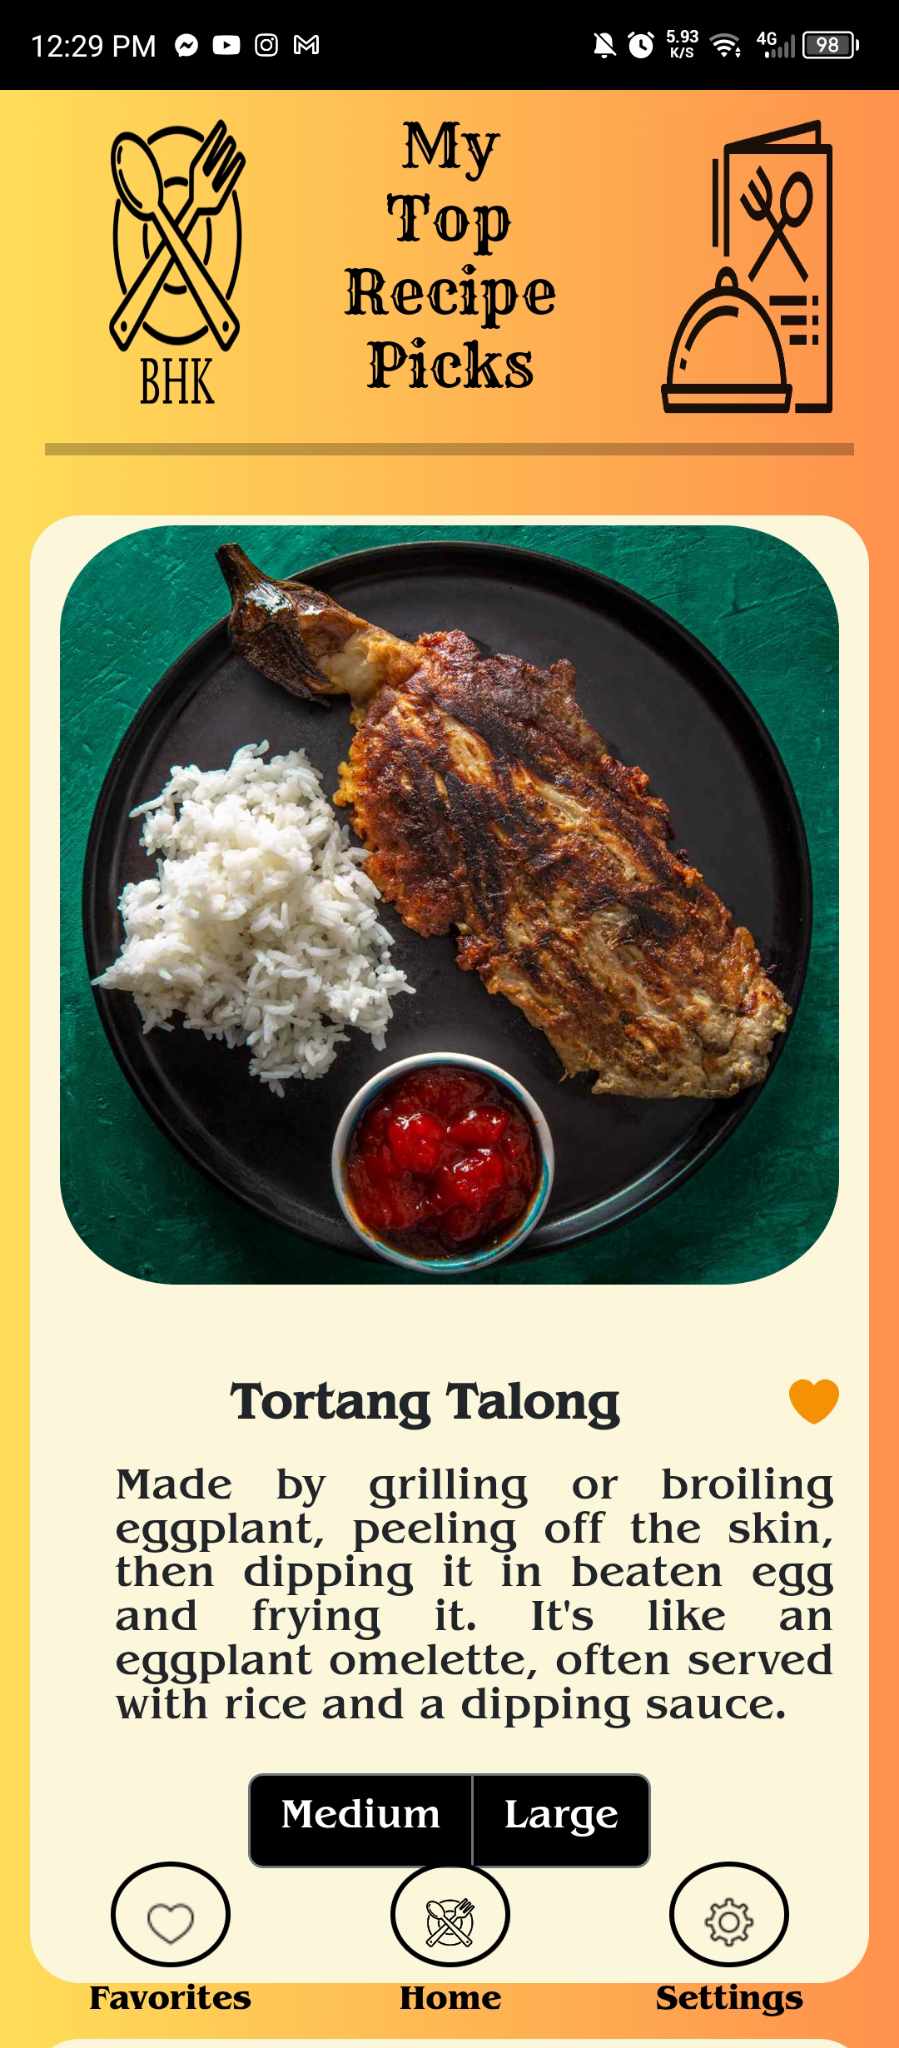 12:29 PM
5.93
K/S
4G
98
My
Top
Recipe
Picks
BHK
Tortang Talong
Made by grilling or broiling
eggplant, peeling off the skin,
then dipping it in beaten egg
and frying it. It's like an
eggplant omelette, often served
with rice and a dipping sauce.
Medium Large
Favorites Home Settings